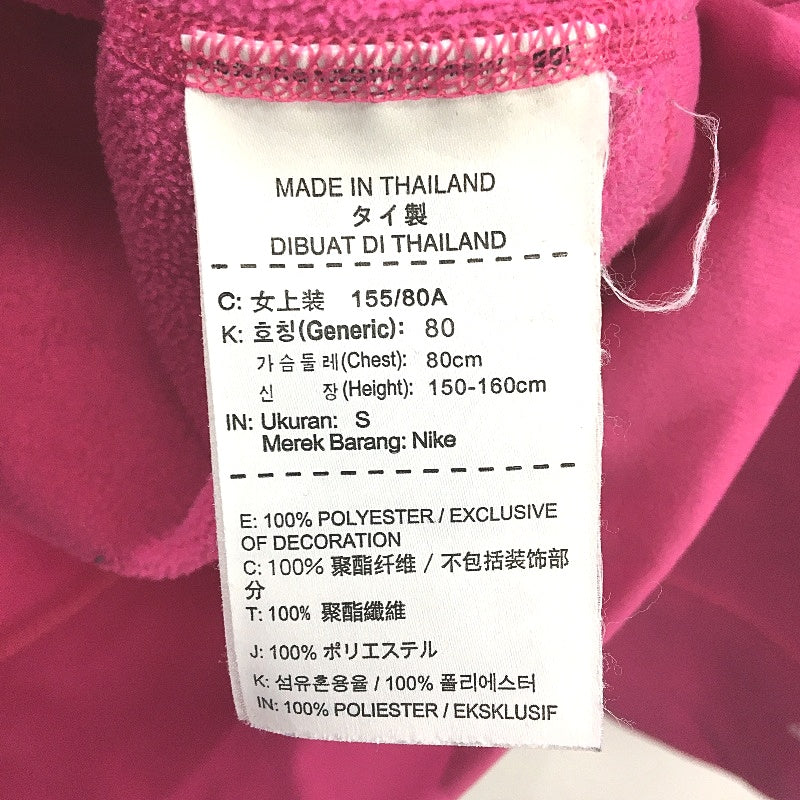 MADE IN THAILAND
タイ製
DIBUAT DI THAILAND
C: 女上装 155/80A
K: 호칭(Generic): 80
가슴둘레(Chest): 80cm
신 장(Height): 150-160cm
IN: Ukuran: S
Merek Barang: Nike
E: 100% POLYESTER / EXCLUSIVE
OF DECORATION
C: 100% 聚酯纤维 / 不包括装饰部
分
T: 100% 聚酯纖維
J: 100% ポリエステル
K: 섬유혼용율 / 100% 폴리에스터
IN: 100% POLIESTER / EKSKLUSIF